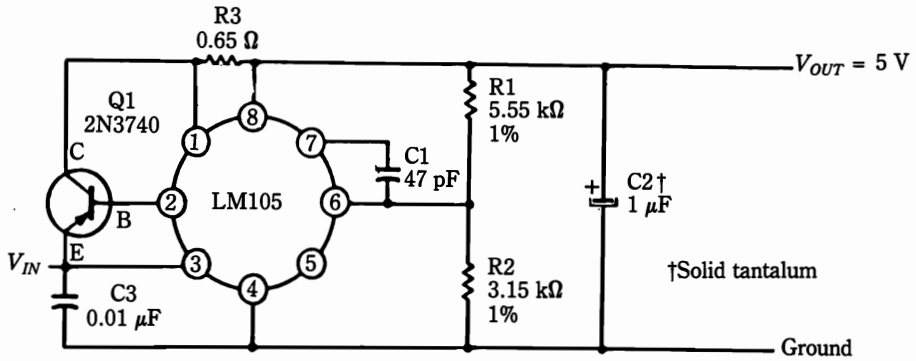 R3
0.65 Ω
V_OUT = 5 V
Q1
2N3740
R1
5.55 kΩ
1%
8
1
7
C
C1
47 pF
LM105
2
6
B
+
C2†
1 µF
E
V_IN
3
5
4
R2
3.15 kΩ
1%
†Solid tantalum
C3
0.01 µF
Ground